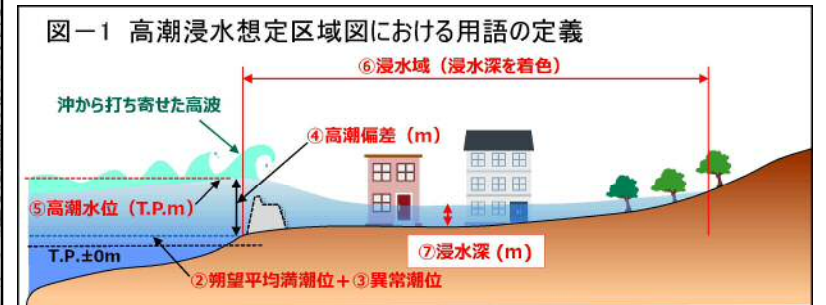 図－1 高潮浸水想定区域図における用語の定義
⑥浸水域（浸水深を着色）
沖から打ち寄せた高波
④高潮偏差（m）
⑤高潮水位（T.P.m）
⑦浸水深 (m)
T.P.±0m
②朔望平均満潮位＋③異常潮位